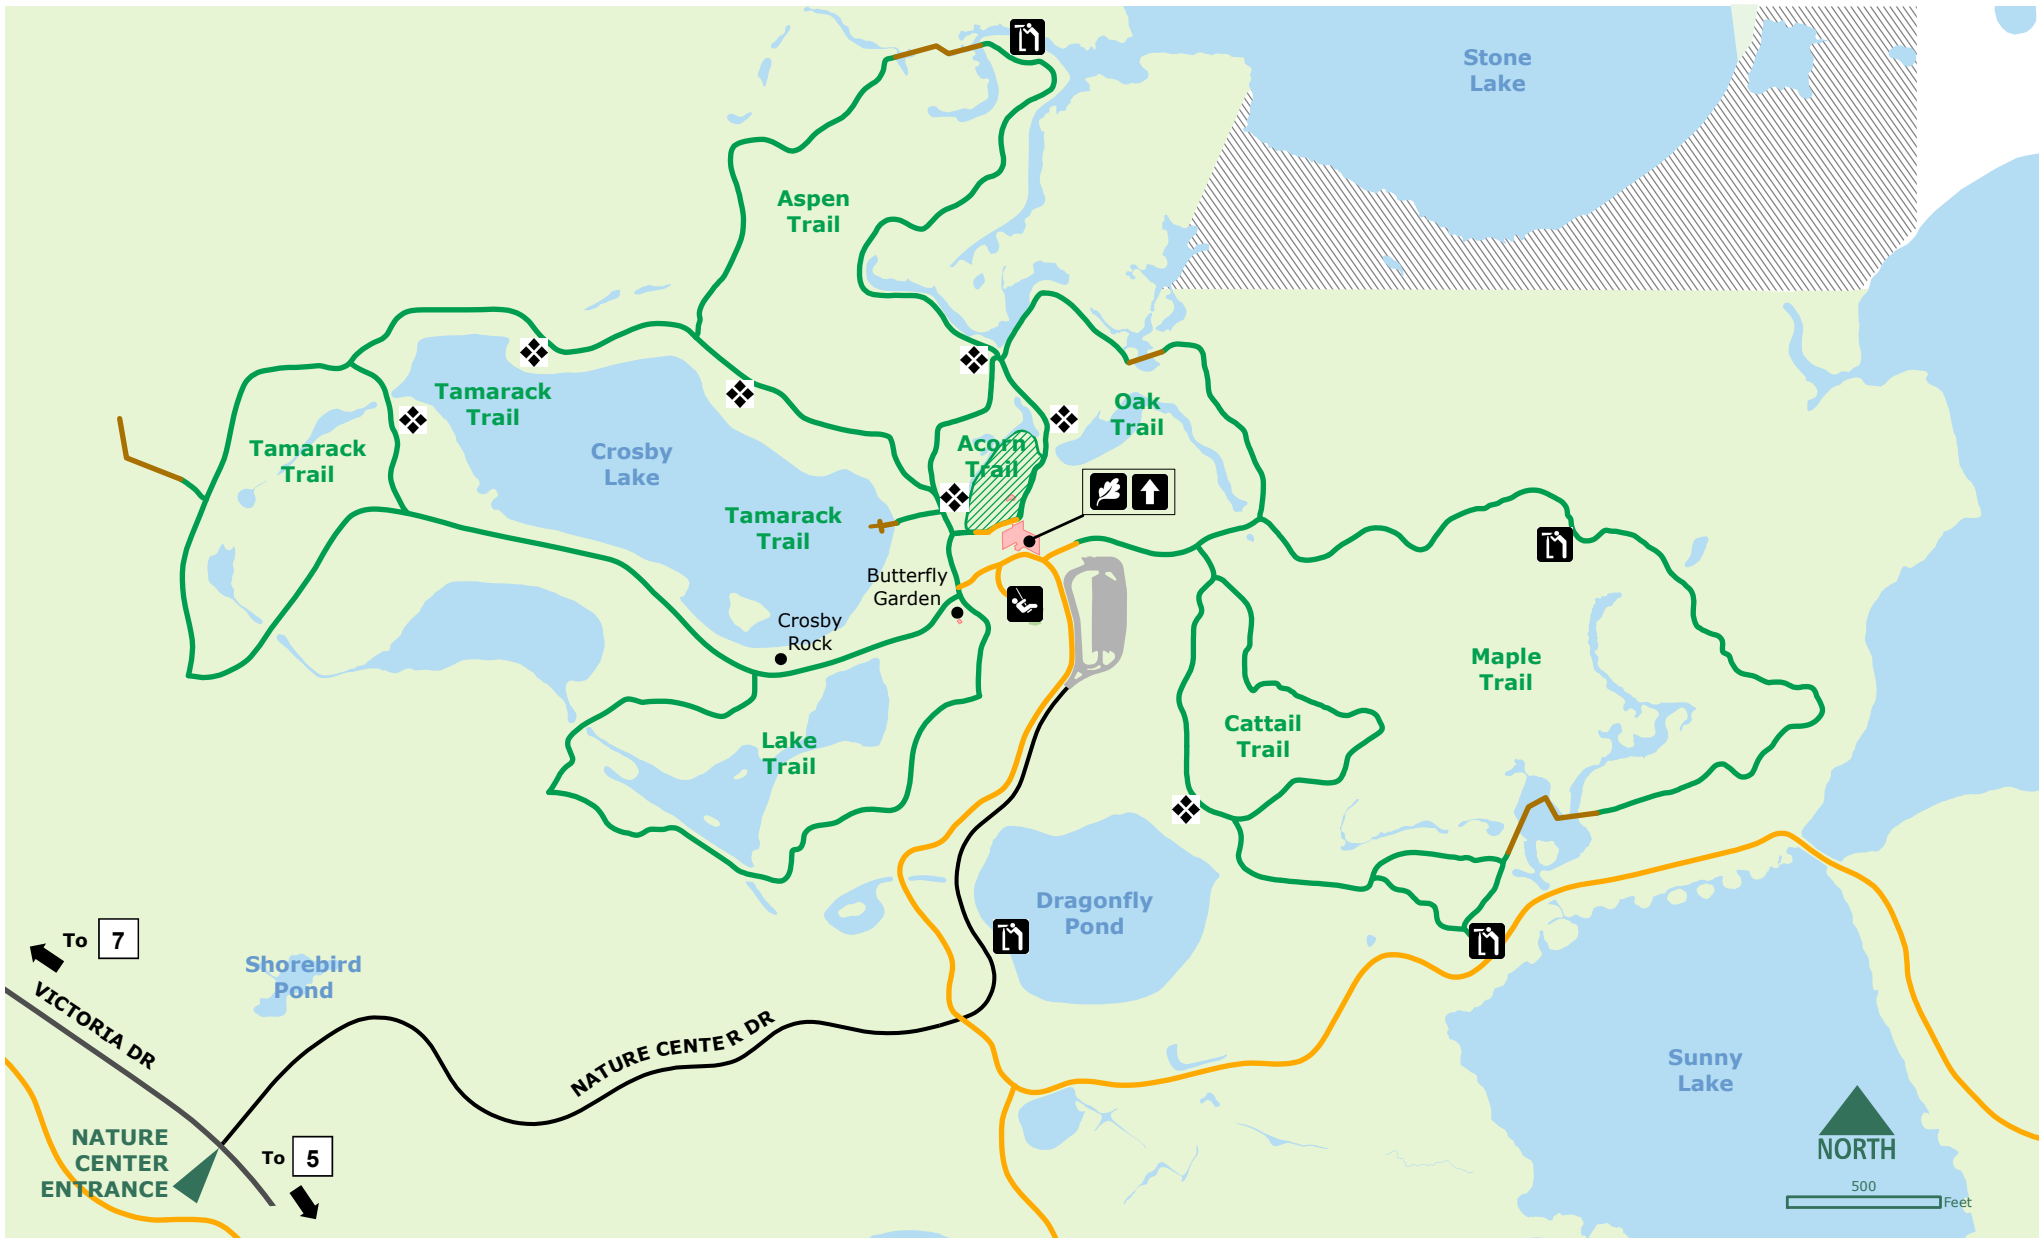 Stone
Lake
Aspen
Trail
Tamarack
Trail
Oak
Trail
Tamarack
Trail
Crosby
Lake
Acorn
Trail
Tamarack
Trail
Butterfly
Garden
Crosby
Rock
Maple
Trail
Cattail
Trail
Lake
Trail
Dragonfly
Pond
To 7
Shorebird
Pond
VICTORIA DR
NATURE CENTER DR
Sunny
Lake
NATURE
CENTER
ENTRANCE
To 5
NORTH
500
Feet